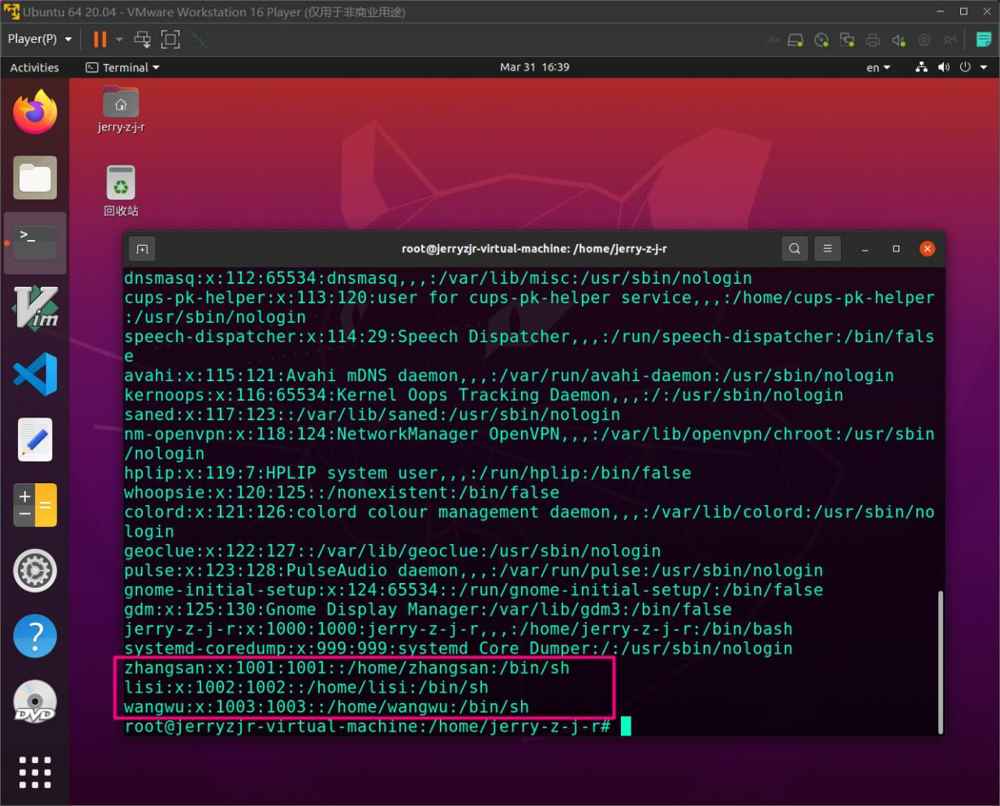 Ubuntu 64 20.04 - VMware Workstation 16 Player (仅用于非商业用途)
Player(P)
Activities
Terminal
Mar 31 16:39
en
jerry-z-j-r
回收站
>_
Vim
DVD
root@jerryzjr-virtual-machine: /home/jerry-z-j-r
dnsmasq:x:112:65534:dnsmasq,,,:/var/lib/misc:/usr/sbin/nologin
cups-pk-helper:x:113:120:user for cups-pk-helper service,,,:/home/cups-pk-helper
:/usr/sbin/nologin
speech-dispatcher:x:114:29:Speech Dispatcher,,,:/run/speech-dispatcher:/bin/fals
e
avahi:x:115:121:Avahi mDNS daemon,,,:/var/run/avahi-daemon:/usr/sbin/nologin
kernoops:x:116:65534:Kernel Oops Tracking Daemon,,,:/:/usr/sbin/nologin
saned:x:117:123::/var/lib/saned:/usr/sbin/nologin
nm-openvpn:x:118:124:NetworkManager OpenVPN,,,:/var/lib/openvpn/chroot:/usr/sbin
/nologin
hplip:x:119:7:HPLIP system user,,,:/run/hplip:/bin/false
whoopsie:x:120:125::/nonexistent:/bin/false
colord:x:121:126:colord colour management daemon,,,:/var/lib/colord:/usr/sbin/no
login
geoclue:x:122:127::/var/lib/geoclue:/usr/sbin/nologin
pulse:x:123:128:PulseAudio daemon,,,:/var/run/pulse:/usr/sbin/nologin
gnome-initial-setup:x:124:65534::/run/gnome-initial-setup/:/bin/false
gdm:x:125:130:Gnome Display Manager:/var/lib/gdm3:/bin/false
jerry-z-j-r:x:1000:1000:jerry-z-j-r,,,:/home/jerry-z-j-r:/bin/bash
systemd-coredump:x:999:999:systemd Core Dumper:/:/usr/sbin/nologin
zhangsan:x:1001:1001::/home/zhangsan:/bin/sh
lisi:x:1002:1002::/home/lisi:/bin/sh
wangwu:x:1003:1003::/home/wangwu:/bin/sh
root@jerryzjr-virtual-machine:/home/jerry-z-j-r#